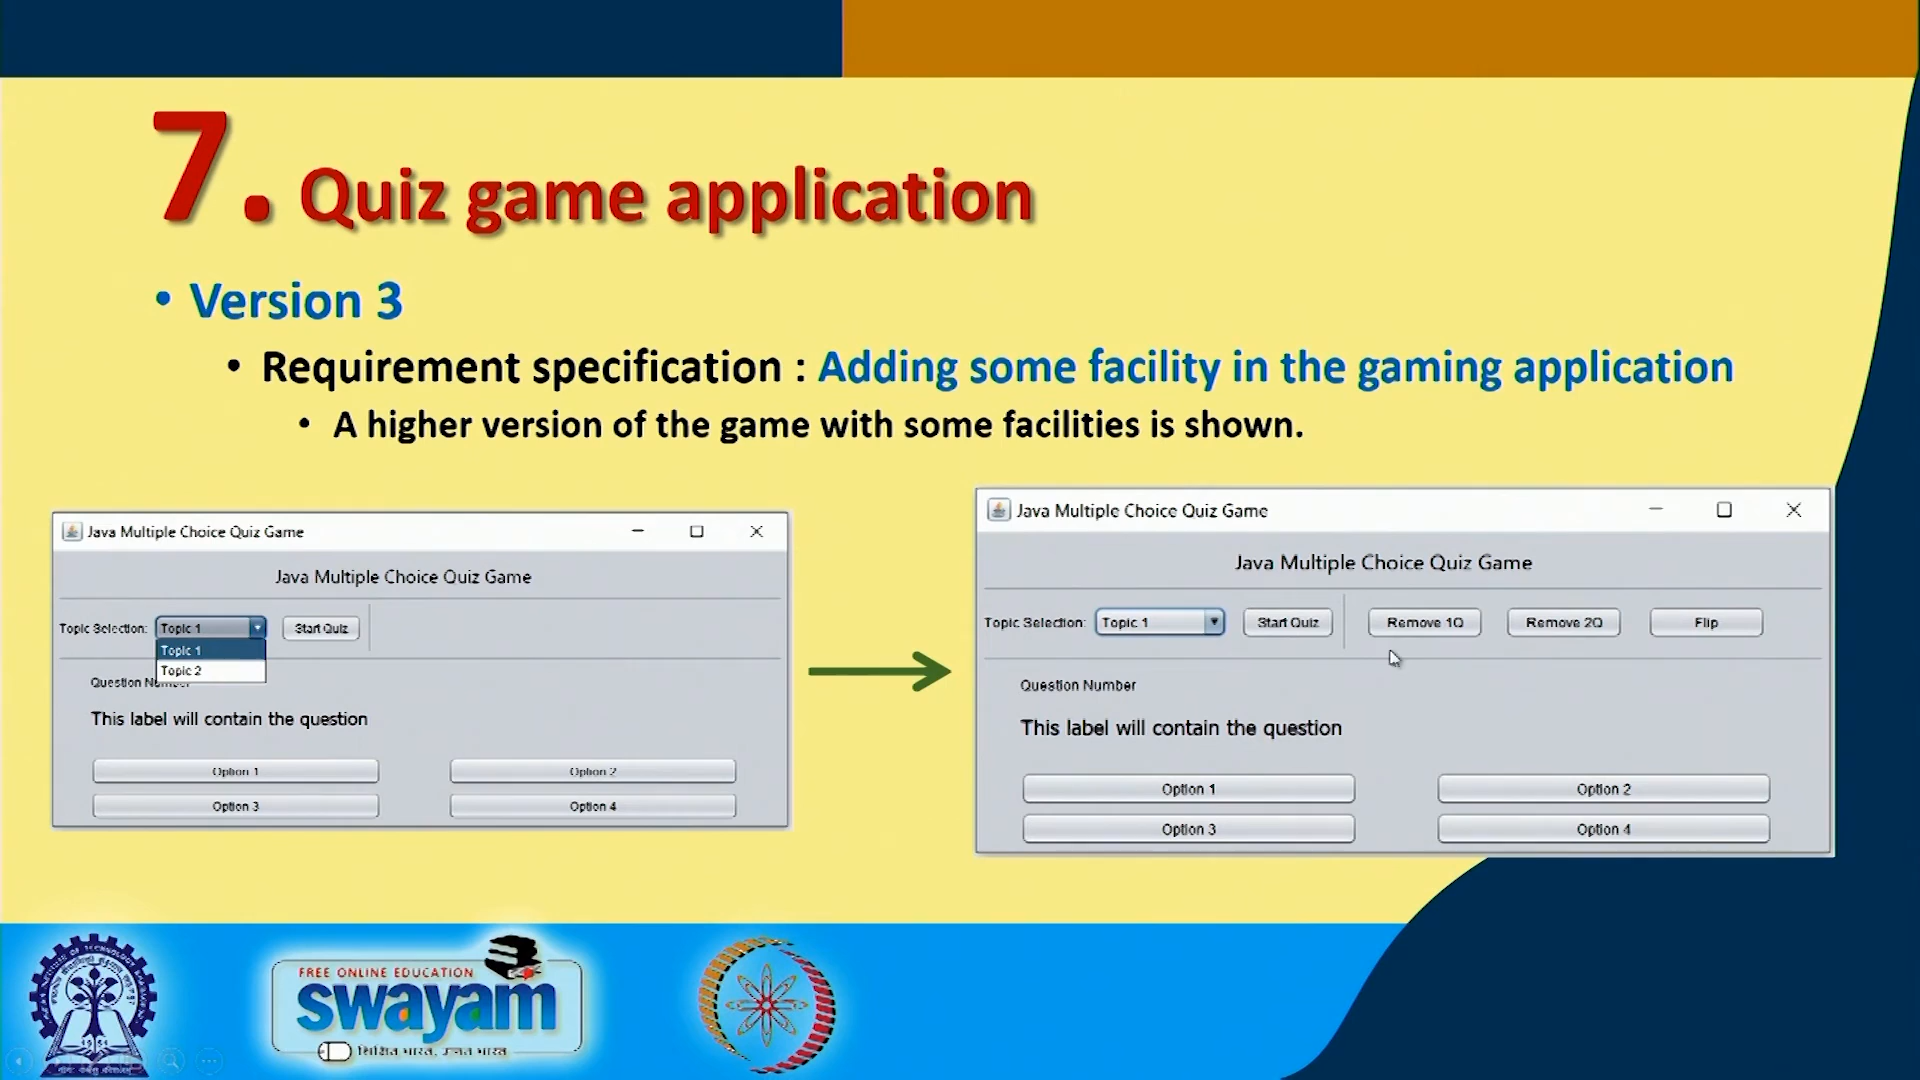 7. Quiz game application
• Version 3
• Requirement specification : Adding some facility in the gaming application
• A higher version of the game with some facilities is shown.
Java Multiple Choice Quiz Game
Java Multiple Choice Quiz Game
Topic Selection: Topic 1 Start Quiz
Topic 1
Topic 2
Question
This label will contain the question
Option 1 Option 2
Option 3 Option 4
Java Multiple Choice Quiz Game
Java Multiple Choice Quiz Game
Topic Selection: Topic 1 Start Quiz Remove 1Q Remove 2Q Flip
Question Number
This label will contain the question
Option 1 Option 2
Option 3 Option 4
FREE ONLINE EDUCATION
swayam
शिक्षित भारत, उन्नत भारत